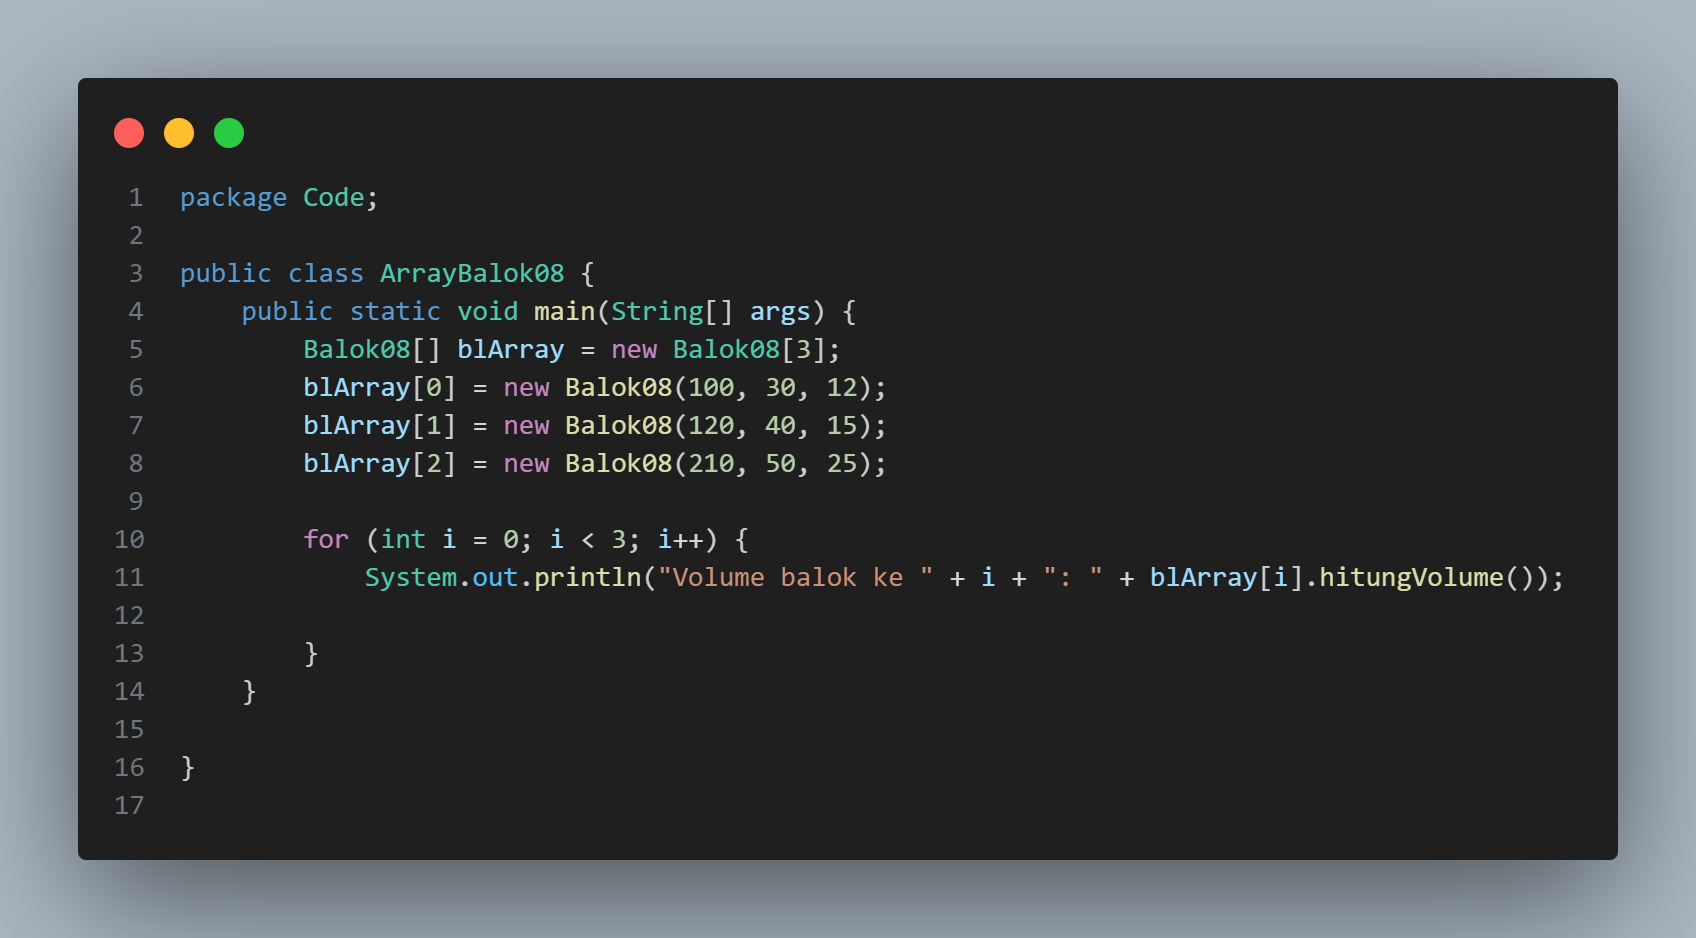 1 package Code;
2
3 public class ArrayBalok08 {
4     public static void main(String[] args) {
5         Balok08[] blArray = new Balok08[3];
6         blArray[0] = new Balok08(100, 30, 12);
7         blArray[1] = new Balok08(120, 40, 15);
8         blArray[2] = new Balok08(210, 50, 25);
9
10         for (int i = 0; i < 3; i++) {
11             System.out.println("Volume balok ke " + i + ": " + blArray[i].hitungVolume());
12
13         }
14     }
15
16 }
17